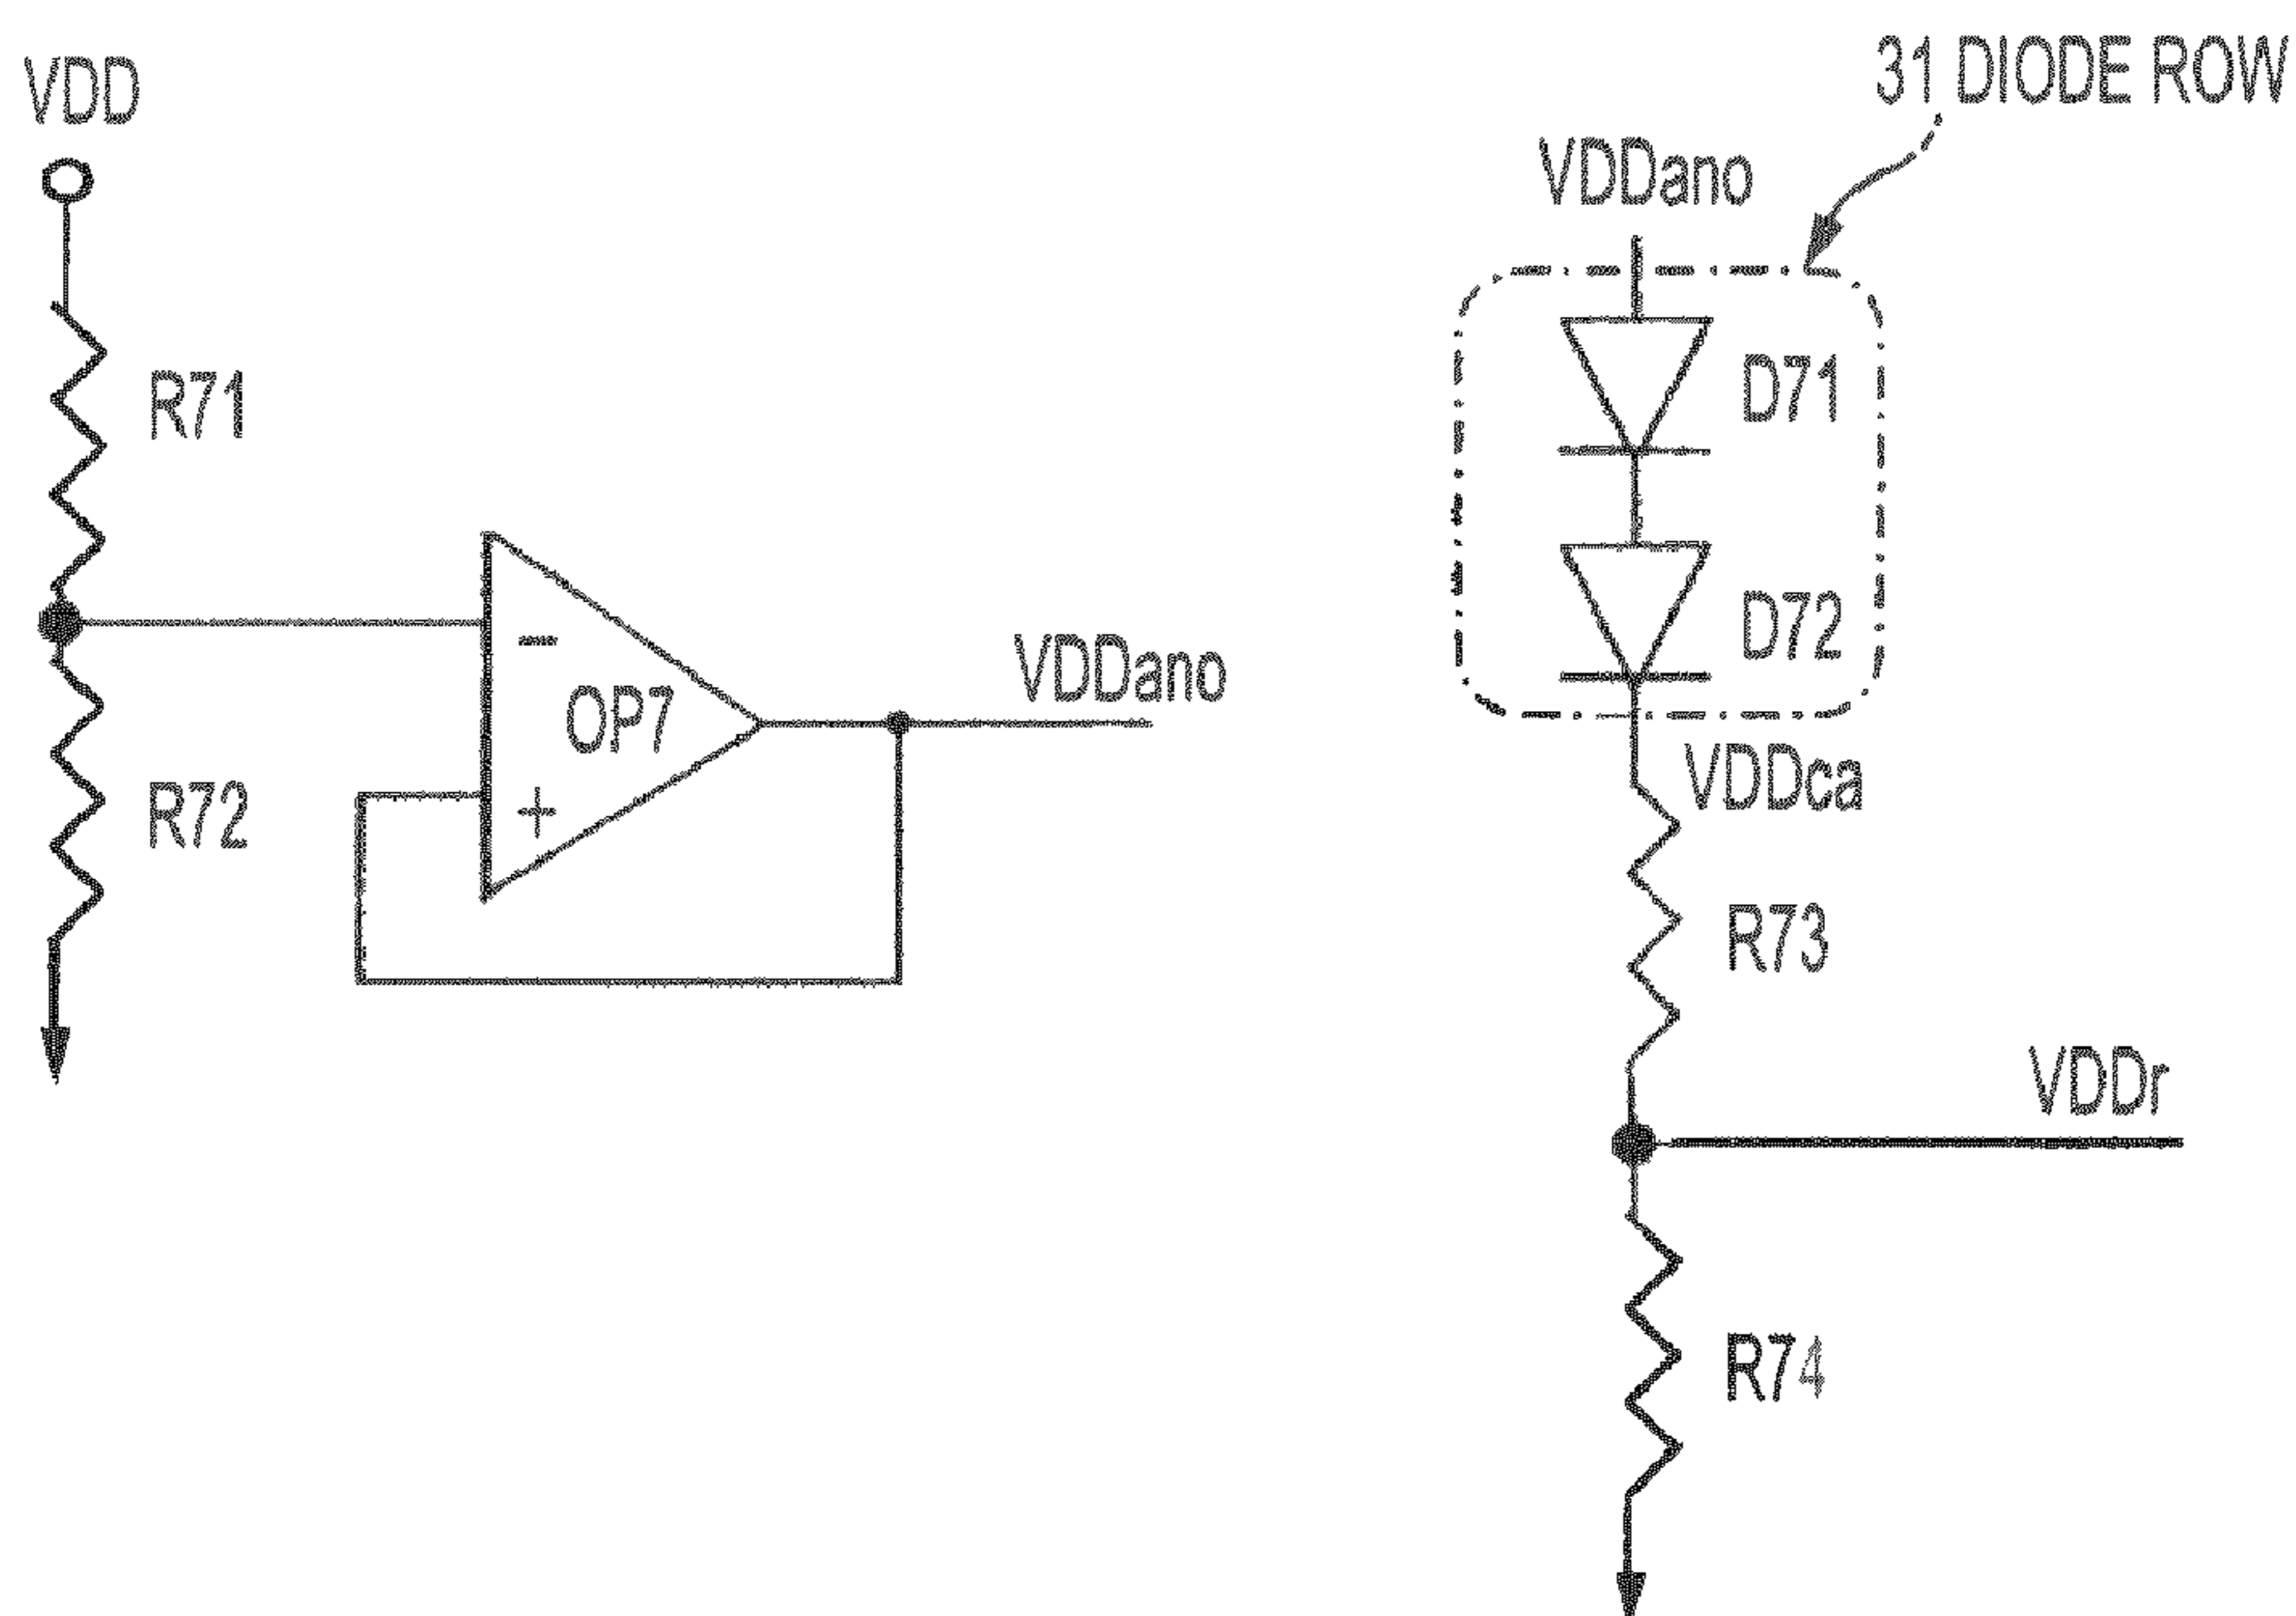 VDD
R71
R72
-
OP7
+
VDDano
31 DIODE ROW
VDDano
D71
D72
VDDca
R73
VDDr
R74